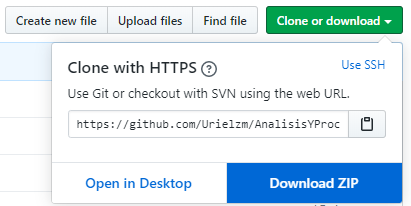 Create new file Upload files Find file Clone or download
Clone with HTTPS Use SSH
Use Git or checkout with SVN using the web URL.
https://github.com/Urielzm/AnalisisYProc
Open in Desktop Download ZIP